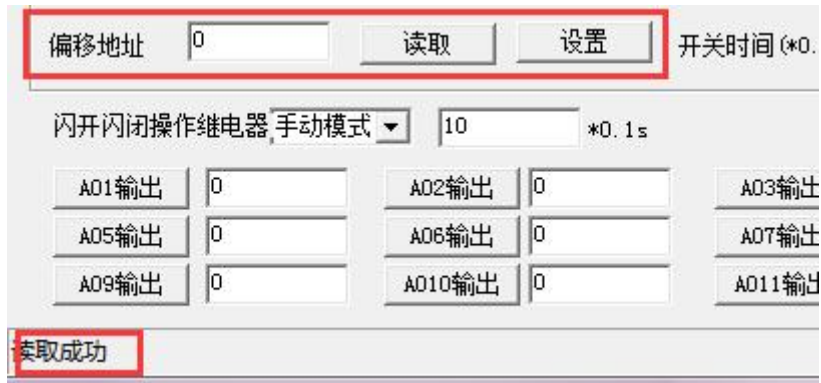 偏移地址 0 读取 设置 开关时间(*0.
闪开闪闭操作继电器 手动模式 10 *0.1s
A01输出 0 A02输出 0 A03输出
A05输出 0 A06输出 0 A07输出
A09输出 0 A010输出 0 A011输出
读取成功